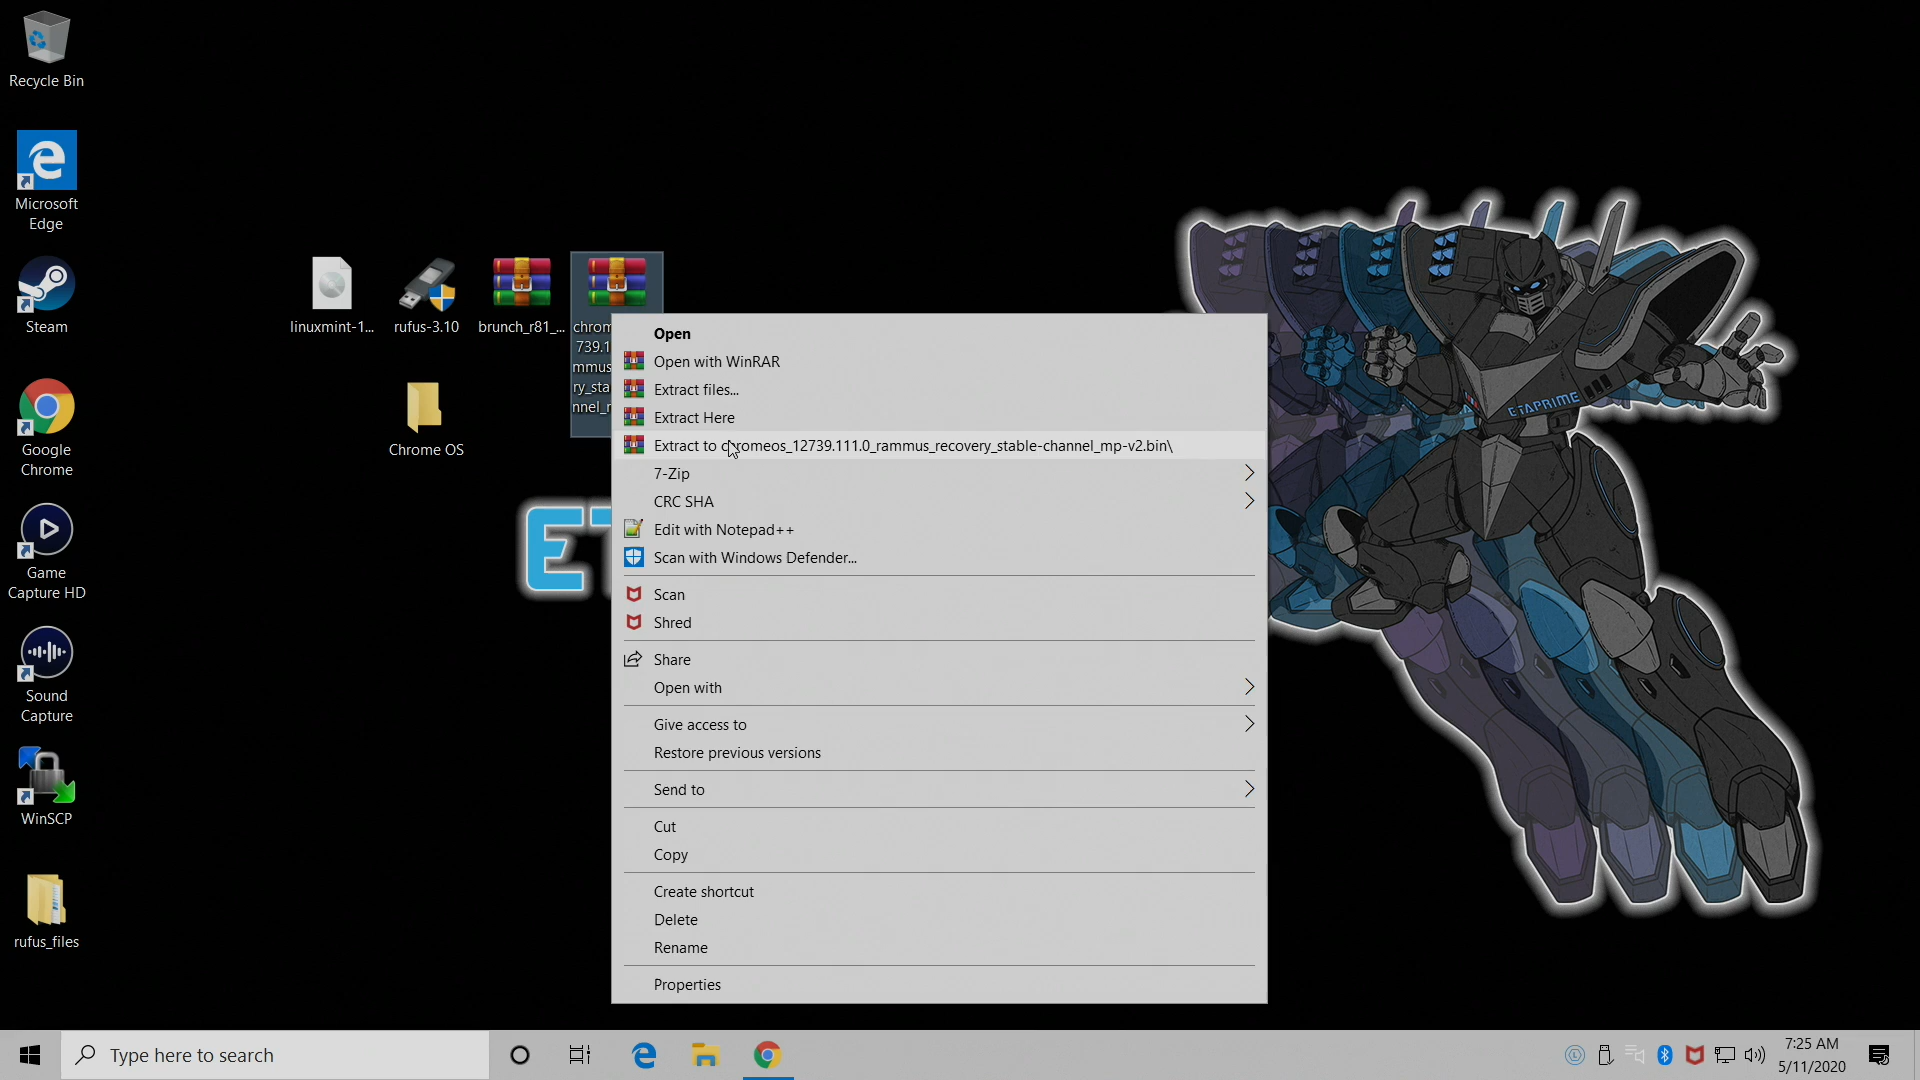 Recycle Bin
Microsoft
Edge
Steam
Google
Chrome
Game
Capture HD
Sound
Capture
WinSCP
rufus_files
linuxmint-1...
rufus-3.10
brunch_r81_...
chrom
739.1
mmus
ry_sta
nnel_r
Chrome OS
ET
Open
Open with WinRAR
Extract files...
Extract Here
Extract to chromeos_12739.111.0_rammus_recovery_stable-channel_mp-v2.bin\
7-Zip
CRC SHA
Edit with Notepad++
Scan with Windows Defender...
Scan
Shred
Share
Open with
Give access to
Restore previous versions
Send to
Cut
Copy
Create shortcut
Delete
Rename
Properties
ETAPRIME
Type here to search
7:25 AM
5/11/2020